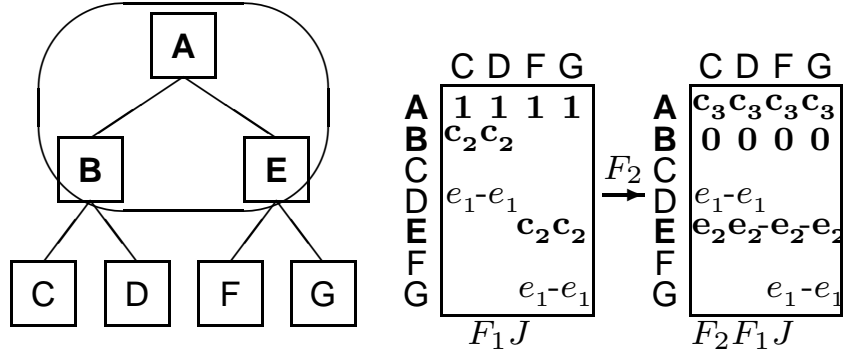 A
B E
C D F G
C D F G
A 1 1 1 1
B c₂ c₂
C
D e₁ -e₁
E c₂ c₂
F
G e₁ -e₁
F₁J
F₂
C D F G
A c₃ c₃ c₃ c₃
B 0 0 0 0
C
D e₁ -e₁
E e₂ e₂ -e₂ -e₂
F
G e₁ -e₁
F₂F₁J